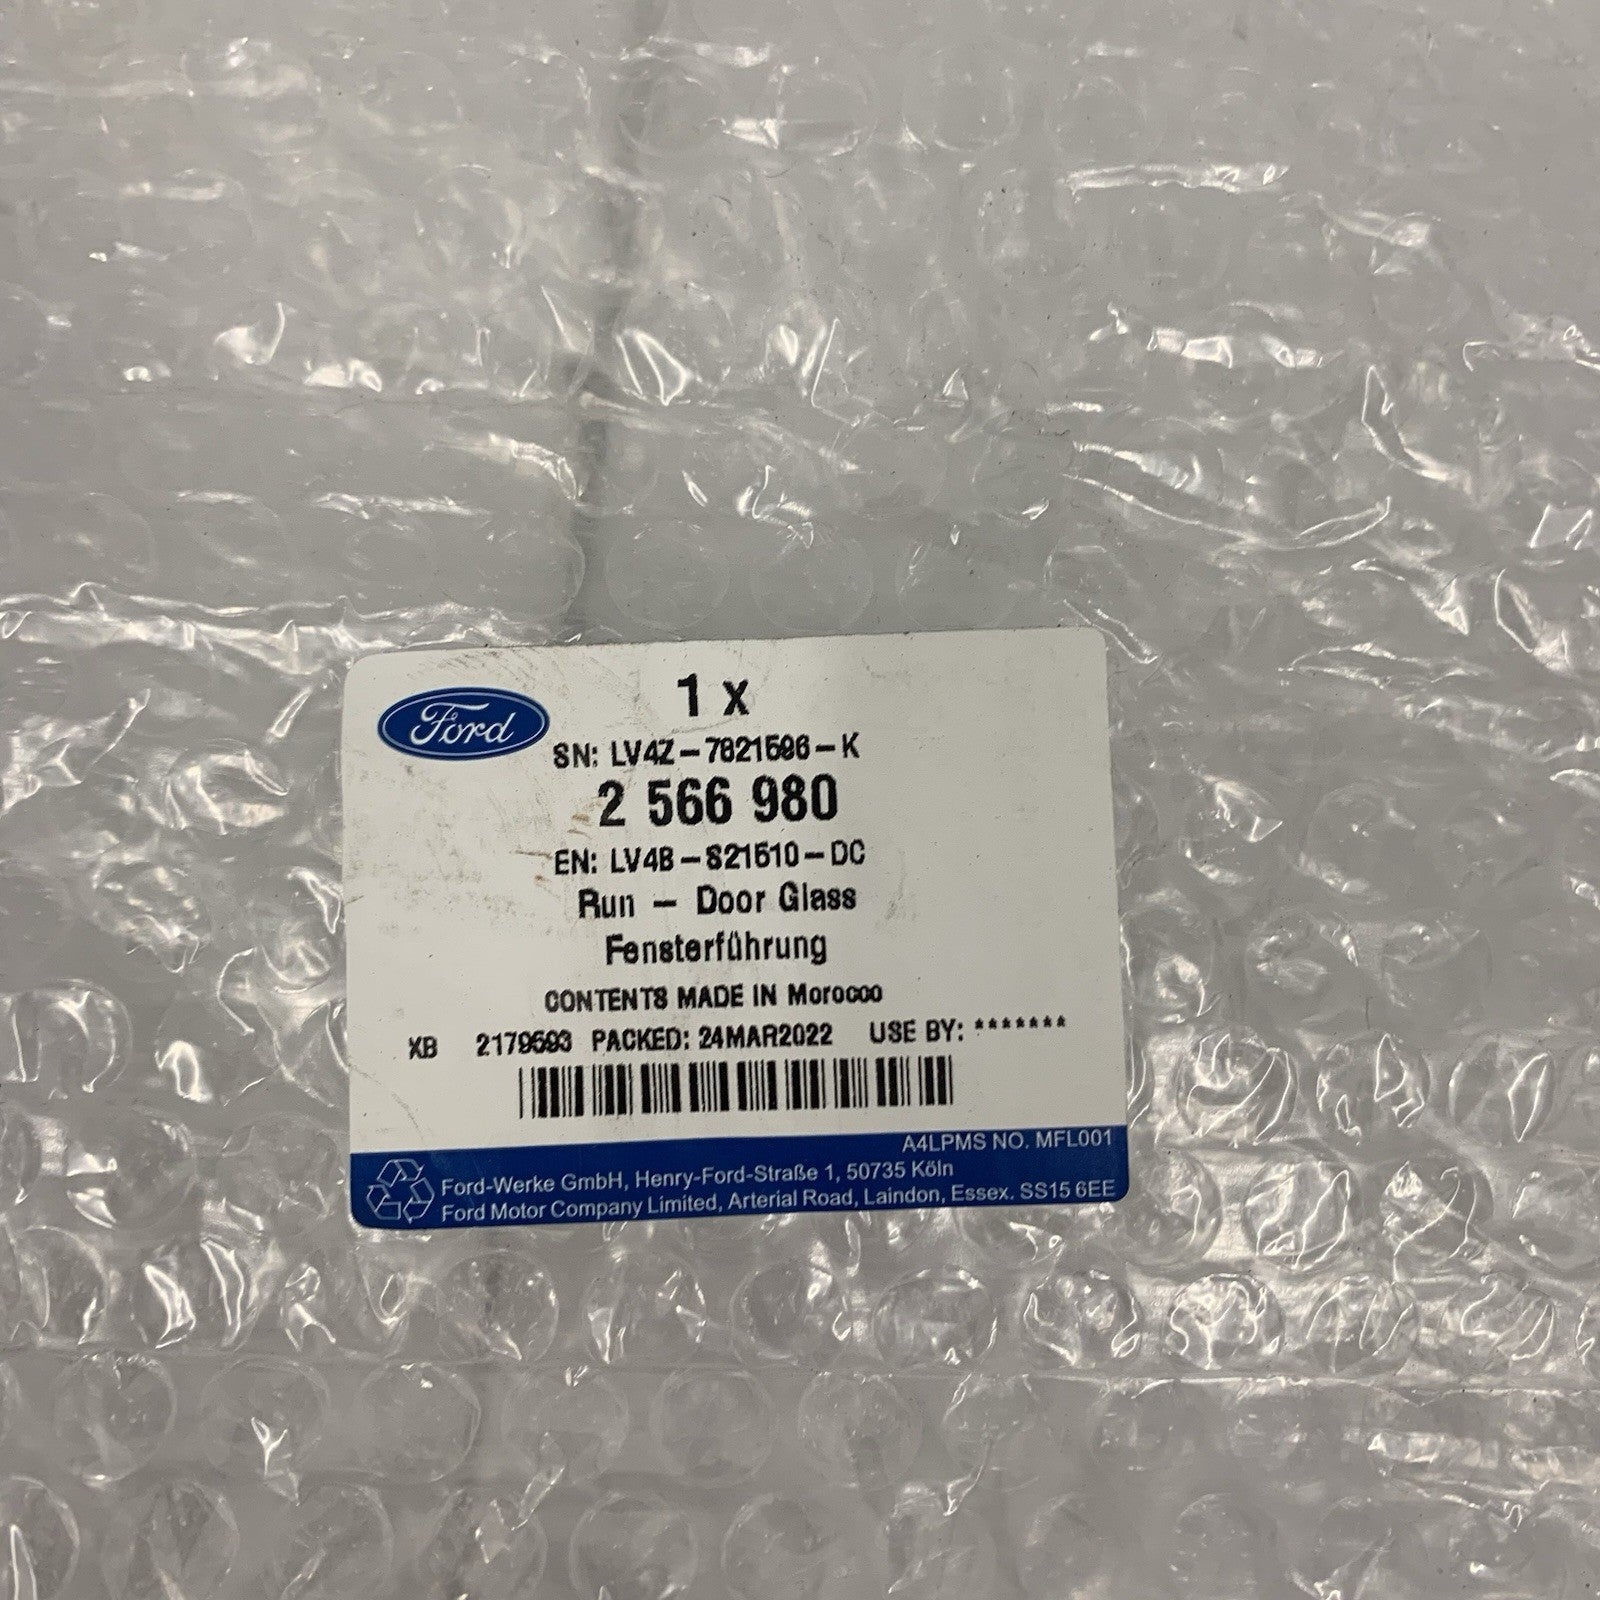 1 x
Ford
SN: LV4Z-7821596-K
2 566 980
EN: LV4B-S21510-DC
Run - Door Glass
Fensterführung
CONTENTS MADE IN Morocco
XB 2179593 PACKED: 24MAR2022 USE BY: *******
A4LPMS NO. MFL001
Ford-Werke GmbH, Henry-Ford-Straße 1, 50735 Köln
Ford Motor Company Limited, Arterial Road, Laindon, Essex. SS15 6EE